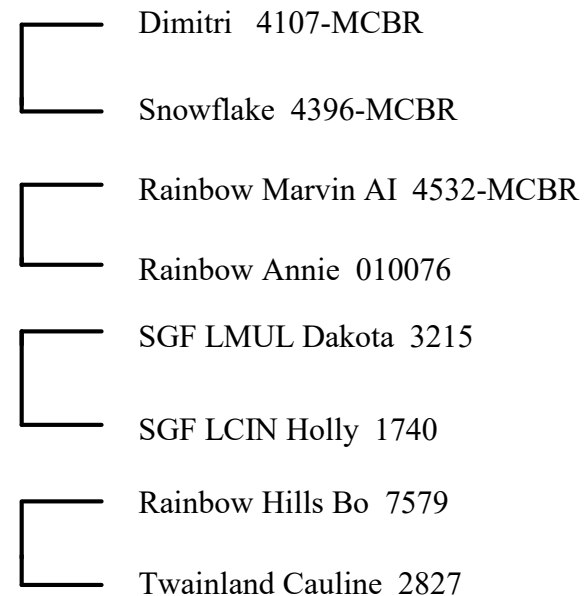 Dimitri 4107-MCBR
Snowflake 4396-MCBR
Rainbow Marvin AI 4532-MCBR
Rainbow Annie 010076
SGF LMUL Dakota 3215
SGF LCIN Holly 1740
Rainbow Hills Bo 7579
Twainland Cauline 2827